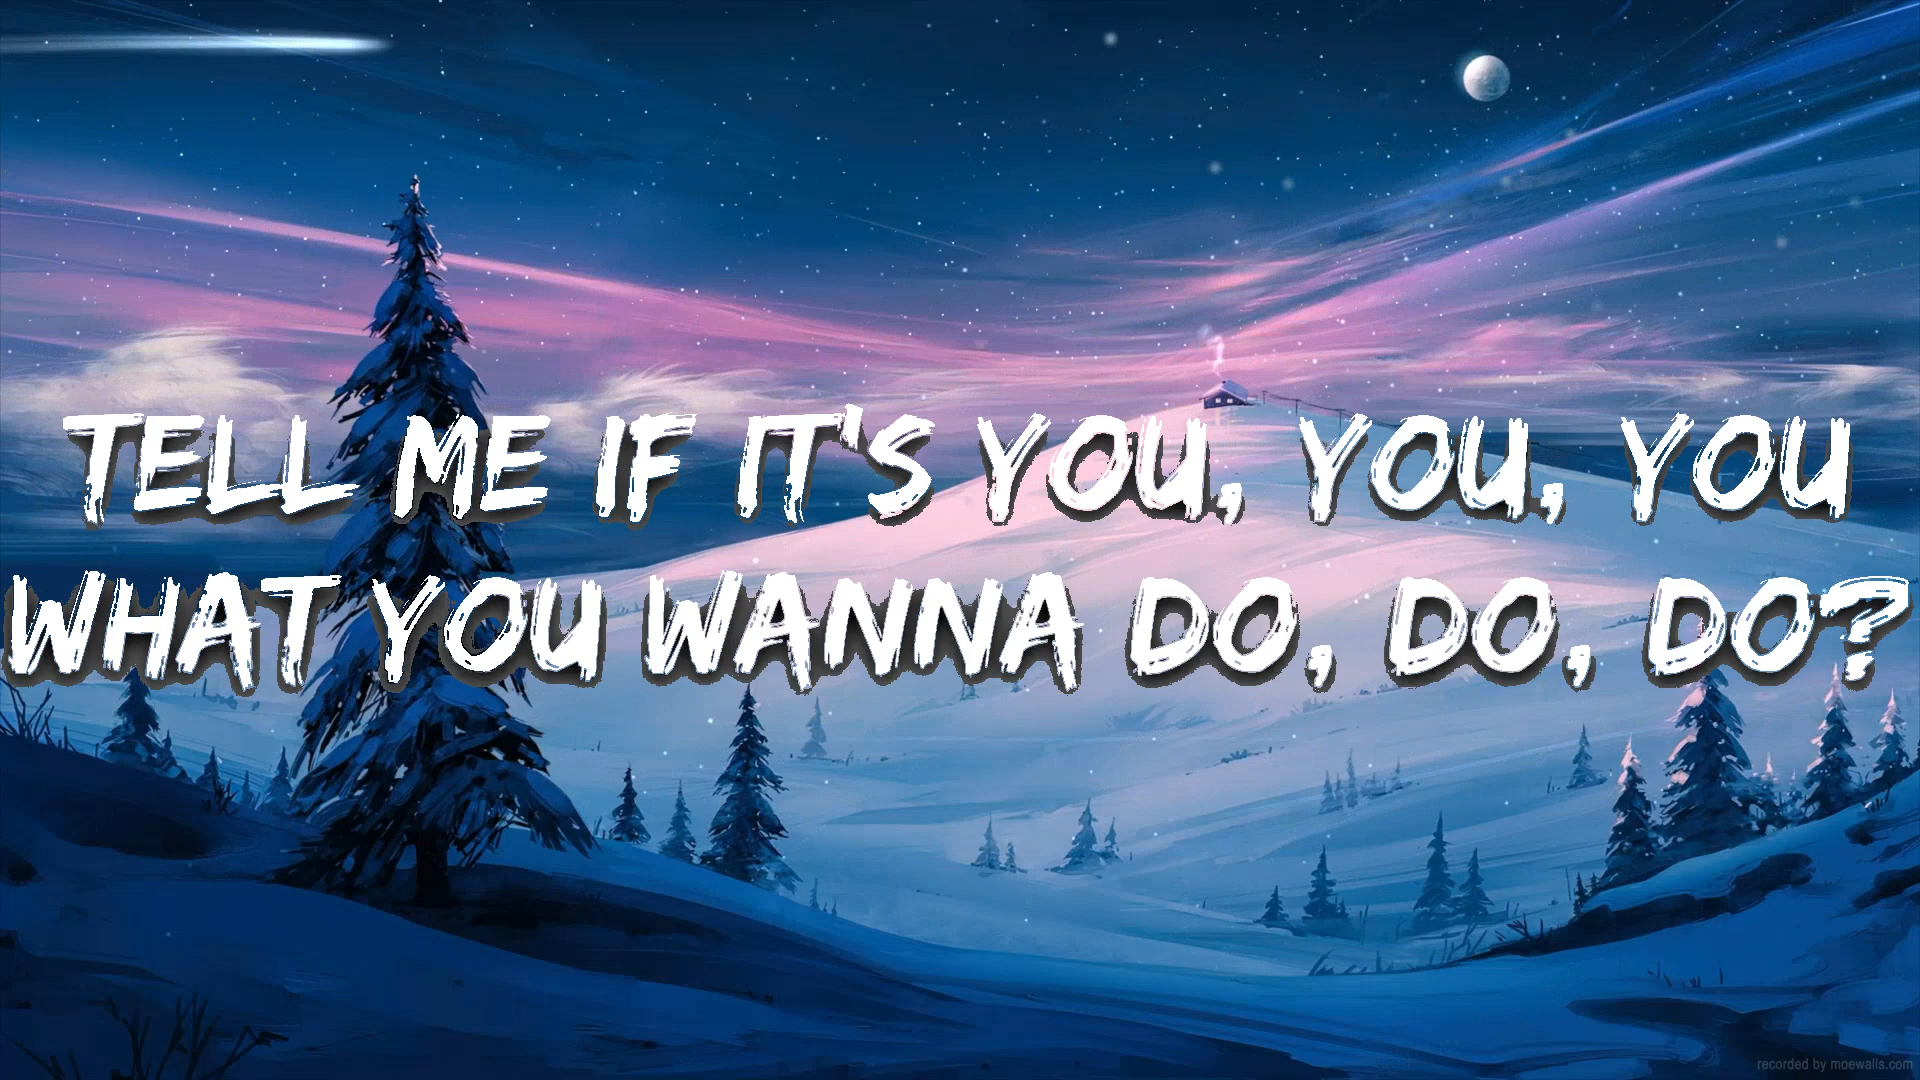 TELL ME IF IT'S YOU, YOU, YOU
WHAT YOU WANNA DO, DO, DO?
recorded by moewalls.com